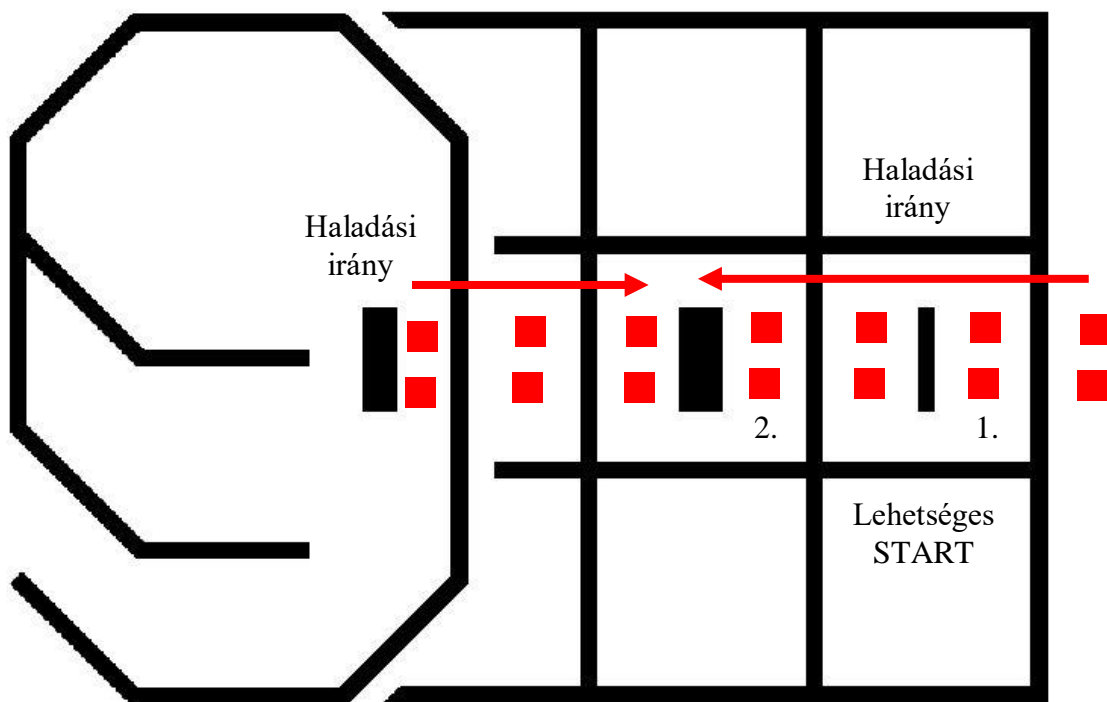 Haladási
irány
Haladási
irány
2.
1.
Lehetséges
START